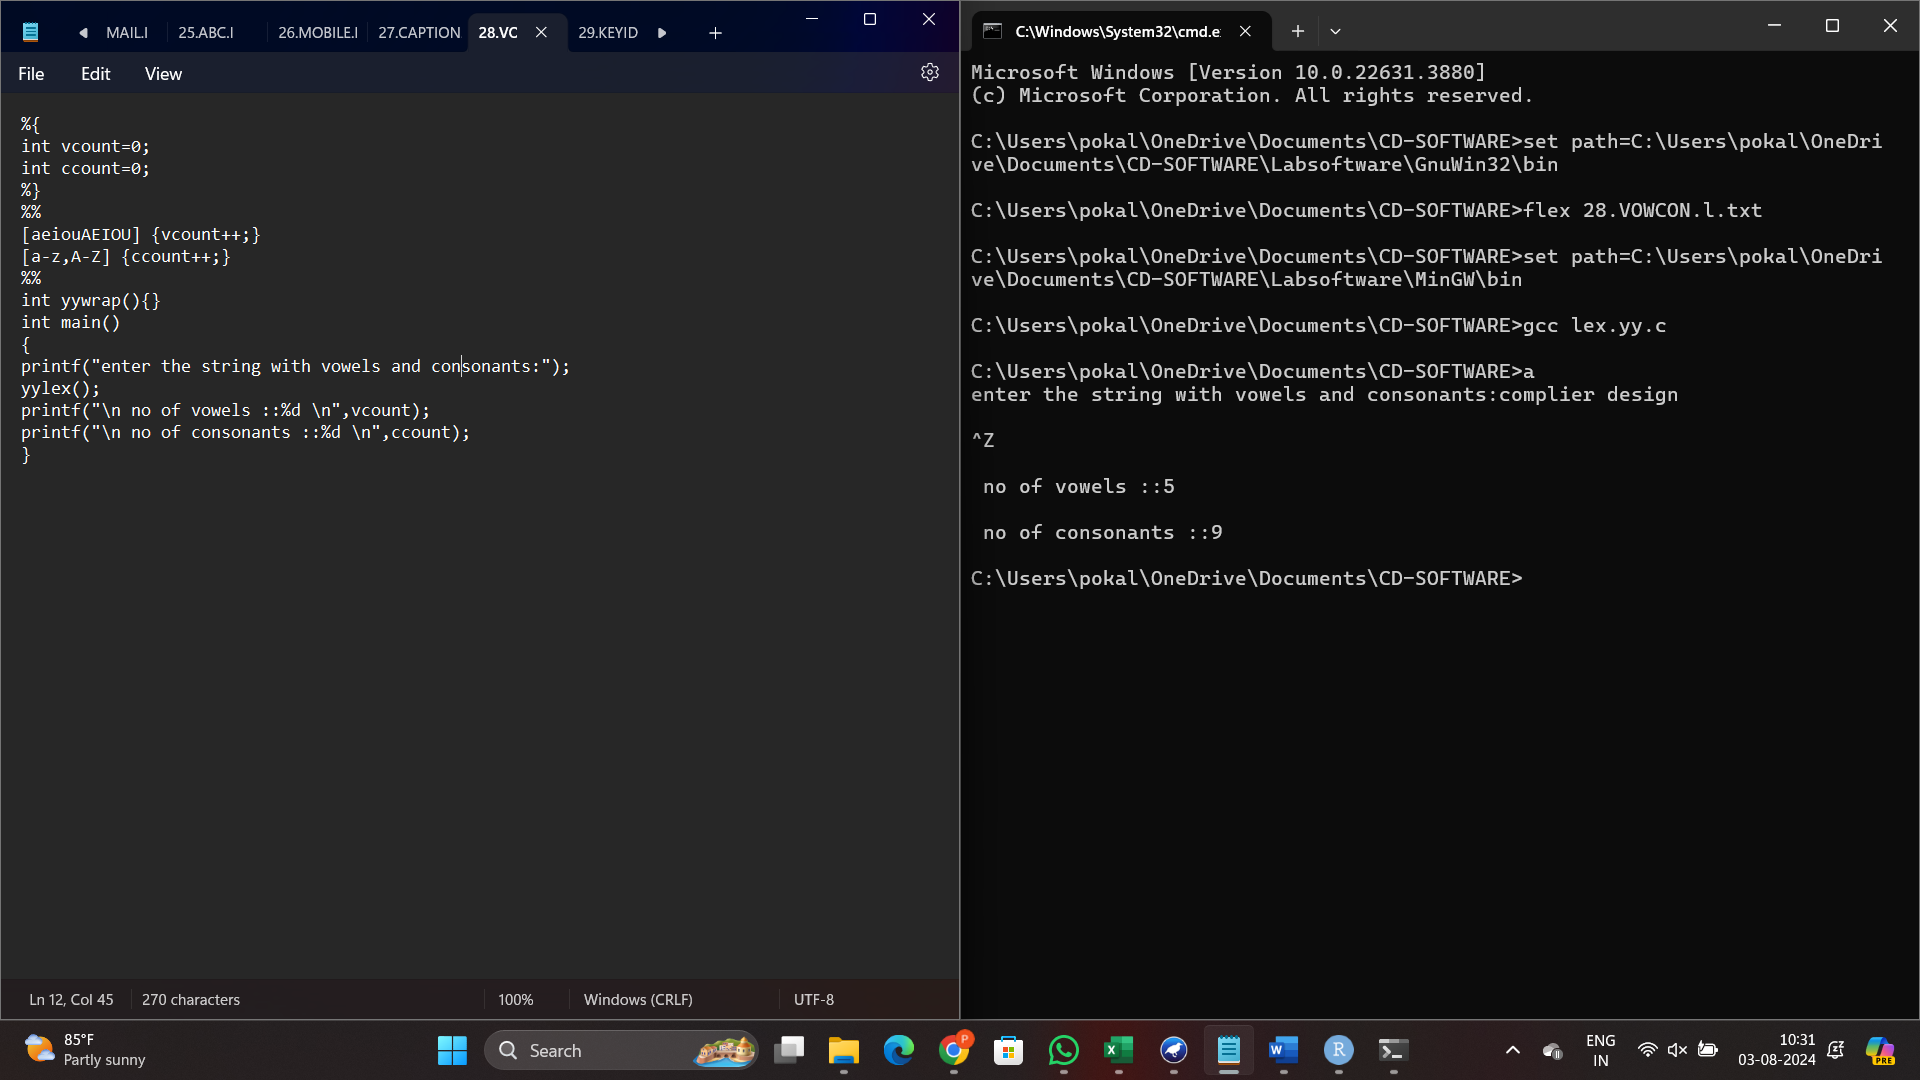 MAIL.l 25.ABC.l 26.MOBILE.l 27.CAPTION 28.VC 29.KEYID
File Edit View
%{
int vcount=0;
int ccount=0;
%}
%%
[aeiouAEIOU] {vcount++;}
[a-z,A-Z] {ccount++;}
%%
int yywrap(){}
int main()
{
printf("enter the string with vowels and consonants:");
yylex();
printf("\n no of vowels ::%d \n",vcount);
printf("\n no of consonants ::%d \n",ccount);
}
Ln 12, Col 45 270 characters 100% Windows (CRLF) UTF-8
C:\Windows\System32\cmd.e
Microsoft Windows [Version 10.0.22631.3880]
(c) Microsoft Corporation. All rights reserved.
C:\Users\pokal\OneDrive\Documents\CD-SOFTWARE>set path=C:\Users\pokal\OneDri
ve\Documents\CD-SOFTWARE\Labsoftware\GnuWin32\bin
C:\Users\pokal\OneDrive\Documents\CD-SOFTWARE>flex 28.VOWCON.l.txt
C:\Users\pokal\OneDrive\Documents\CD-SOFTWARE>set path=C:\Users\pokal\OneDri
ve\Documents\CD-SOFTWARE\Labsoftware\MinGW\bin
C:\Users\pokal\OneDrive\Documents\CD-SOFTWARE>gcc lex.yy.c
C:\Users\pokal\OneDrive\Documents\CD-SOFTWARE>a
enter the string with vowels and consonants:complier design
^Z
no of vowels ::5
no of consonants ::9
C:\Users\pokal\OneDrive\Documents\CD-SOFTWARE>
85°F
Partly sunny
Search
P
W
R
ENG
IN
10:31
03-08-2024
PRE